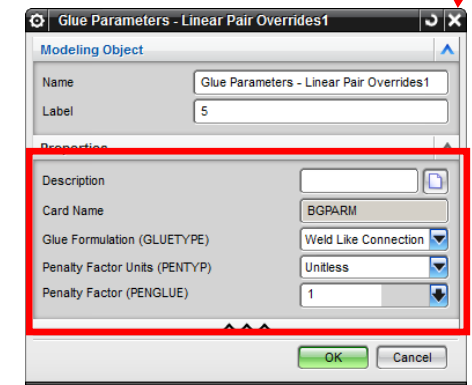 Glue Parameters - Linear Pair Overrides1
Modeling Object
Name Glue Parameters - Linear Pair Overrides1
Label 5
Properties
Description
Card Name BGPARM
Glue Formulation (GLUETYPE) Weld Like Connection
Penalty Factor Units (PENTYP) Unitless
Penalty Factor (PENGLUE) 1
OK Cancel